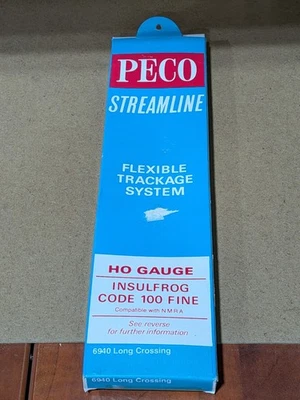 PECO
STREAMLINE
FLEXIBLE
TRACKAGE
SYSTEM
HO GAUGE
INSULFROG
CODE 100 FINE
Compatible with N.M.R.A.
See reverse
for further information...
6940 Long Crossing
6940 Long Crossing